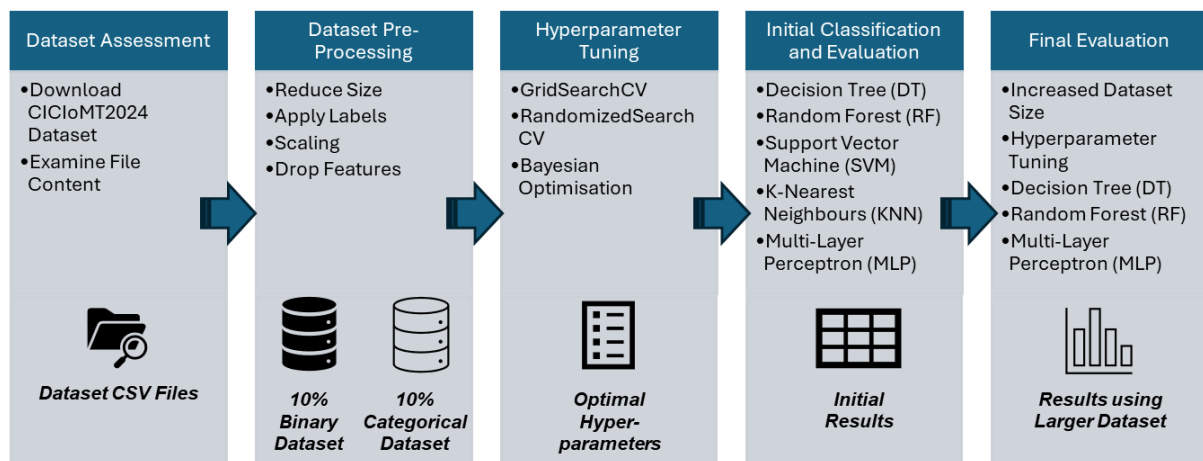 Dataset Assessment
•Download
CICIoMT2024
Dataset
•Examine File
Content
Dataset CSV Files
Dataset Pre-
Processing
•Reduce Size
•Apply Labels
•Scaling
•Drop Features
10%
Binary
Dataset
10%
Categorical
Dataset
Hyperparameter
Tuning
•GridSearchCV
•RandomizedSearch
CV
•Bayesian
Optimisation
Optimal
Hyper-
parameters
Initial Classification
and Evaluation
•Decision Tree (DT)
•Random Forest (RF)
•Support Vector
Machine (SVM)
•K-Nearest
Neighbours (KNN)
•Multi-Layer
Perceptron (MLP)
Initial
Results
Final Evaluation
•Increased Dataset
Size
•Hyperparameter
Tuning
•Decision Tree (DT)
•Random Forest (RF)
•Multi-Layer
Perceptron (MLP)
Results using
Larger Dataset